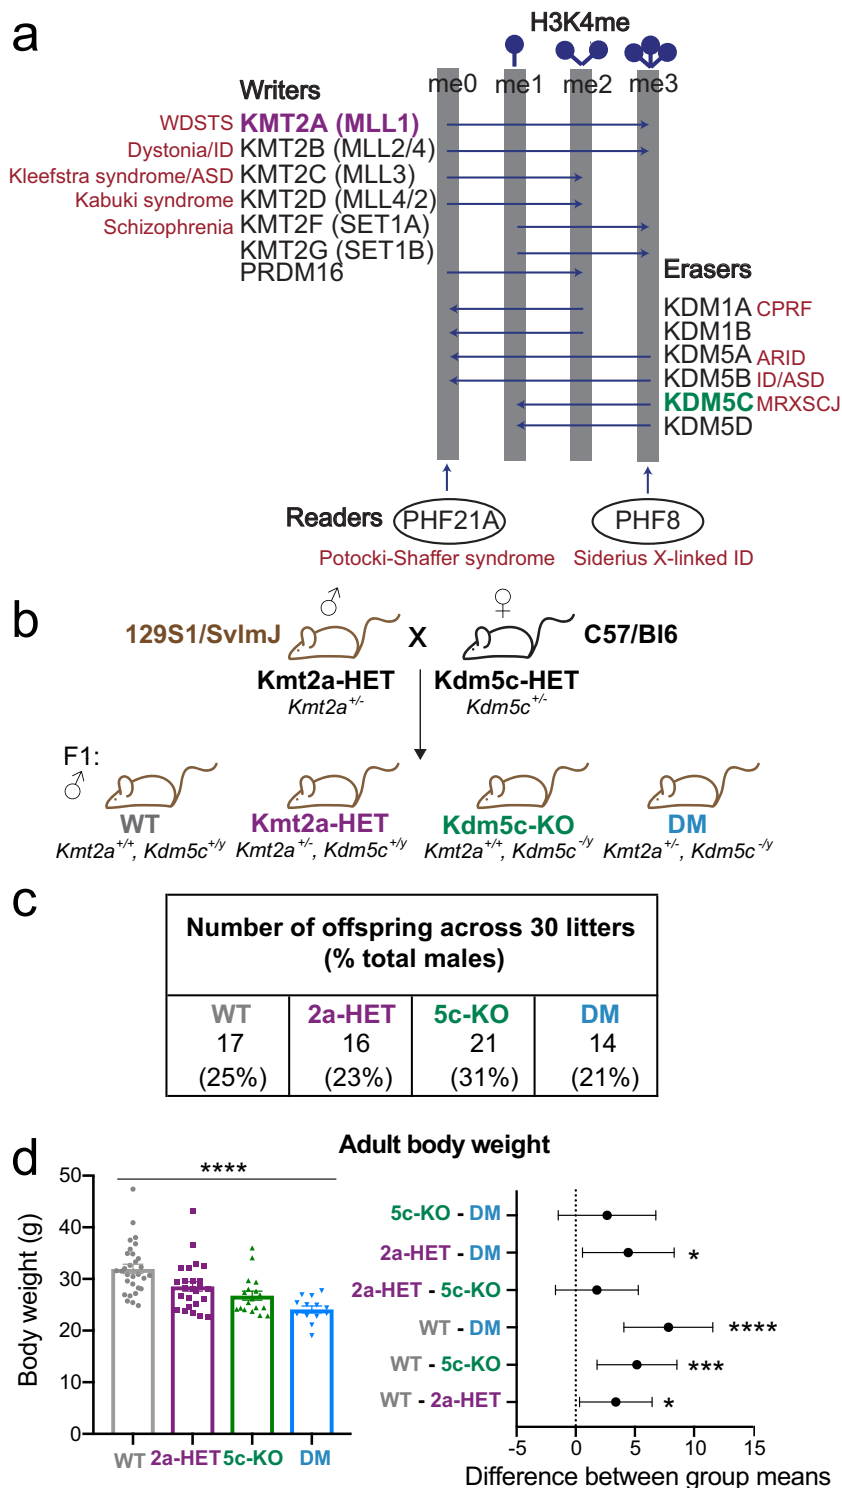 a
H3K4me
me0 me1 me2 me3
Writers
WDSTS KMT2A (MLL1)
Dystonia/ID KMT2B (MLL2/4)
Kleefstra syndrome/ASD KMT2C (MLL3)
Kabuki syndrome KMT2D (MLL4/2)
Schizophrenia KMT2F (SET1A)
KMT2G (SET1B)
PRDM16
Erasers
KDM1A CPRF
KDM1B
KDM5A ARID
KDM5B ID/ASD
KDM5C MRXSCJ
KDM5D
Readers PHF21A PHF8
Potocki-Shaffer syndrome Siderius X-linked ID
b
♂ ♀
129S1/SvImJ X C57/Bl6
Kmt2a-HET Kdm5c-HET
Kmt2a+/- Kdm5c+/-
F1:
♂
WT Kmt2a-HET Kdm5c-KO DM
Kmt2a+/+, Kdm5c+/y Kmt2a+/-, Kdm5c+/y Kmt2a+/+, Kdm5c-/y Kmt2a+/-, Kdm5c-/y
c
Number of offspring across 30 litters
(% total males)
WT 2a-HET 5c-KO DM
17 16 21 14
(25%) (23%) (31%) (21%)
d
Adult body weight
****
Body weight (g)
50
40
30
20
10
0
WT 2a-HET 5c-KO DM
5c-KO - DM
2a-HET - DM *
2a-HET - 5c-KO
WT - DM ****
WT - 5c-KO ***
WT - 2a-HET *
-5 0 5 10 15
Difference between group means